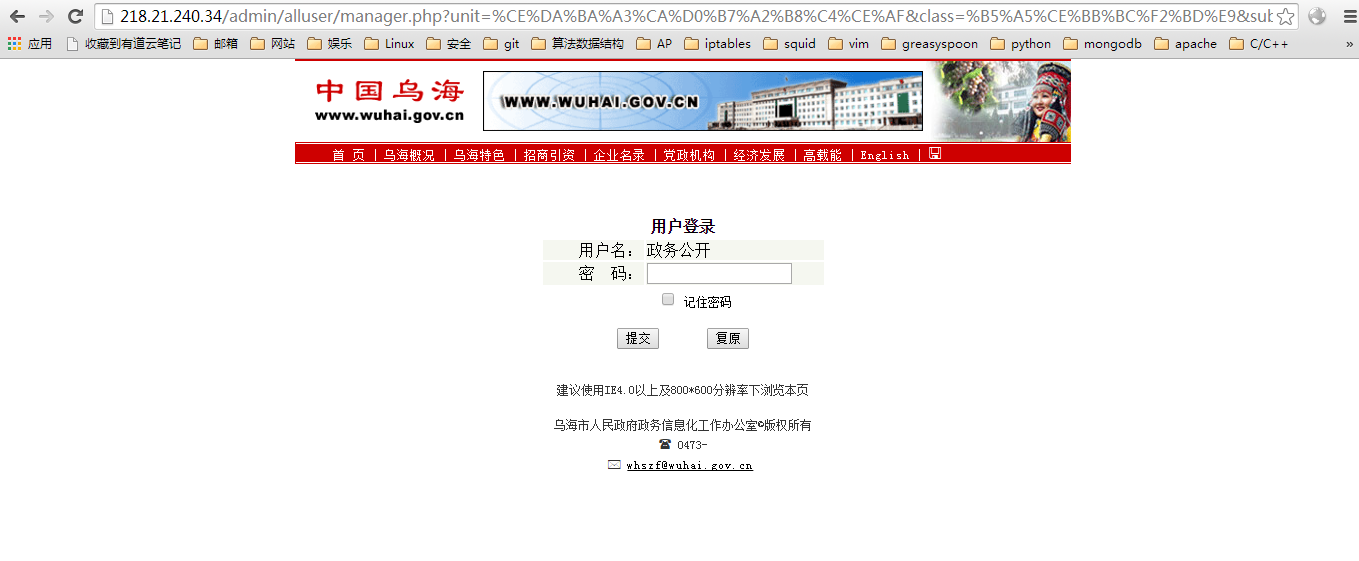 218.21.240.34/admin/alluser/manager.php?unit=%CE%DA%BA%A3%CA%D0%B7%A2%B8%C4%CE%AF&class=%B5%A5%CE%BB%BC%F2%BD%E9&sub
应用 收藏到有道云笔记 邮箱 网站 娱乐 Linux 安全 git 算法数据结构 AP iptables squid vim greasyspoon python mongodb apache C/C++ »
中国乌海
www.wuhai.gov.cn
WWW.WUHAI.GOV.CN
首 页 | 乌海概况 | 乌海特色 | 招商引资 | 企业名录 | 党政机构 | 经济发展 | 高载能 | English |
用户登录
用户名: 政务公开
密 码:
记住密码
提交 复原
建议使用IE4.0以上及800*600分辨率下浏览本页
乌海市人民政府政务信息化工作办公室©版权所有
☎ 0473-
whszf@wuhai.gov.cn